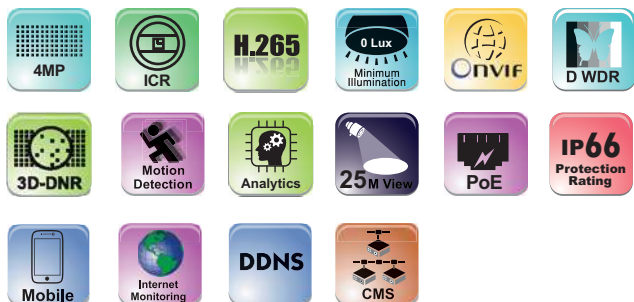 4MP
ICR
H.265
0 Lux
Minimum
Illumination
ONVIF
D WDR
3D-DNR
Motion
Detection
Analytics
25M View
PoE
IP66
Protection
Rating
Mobile
Internet
Monitoring
DDNS
CMS